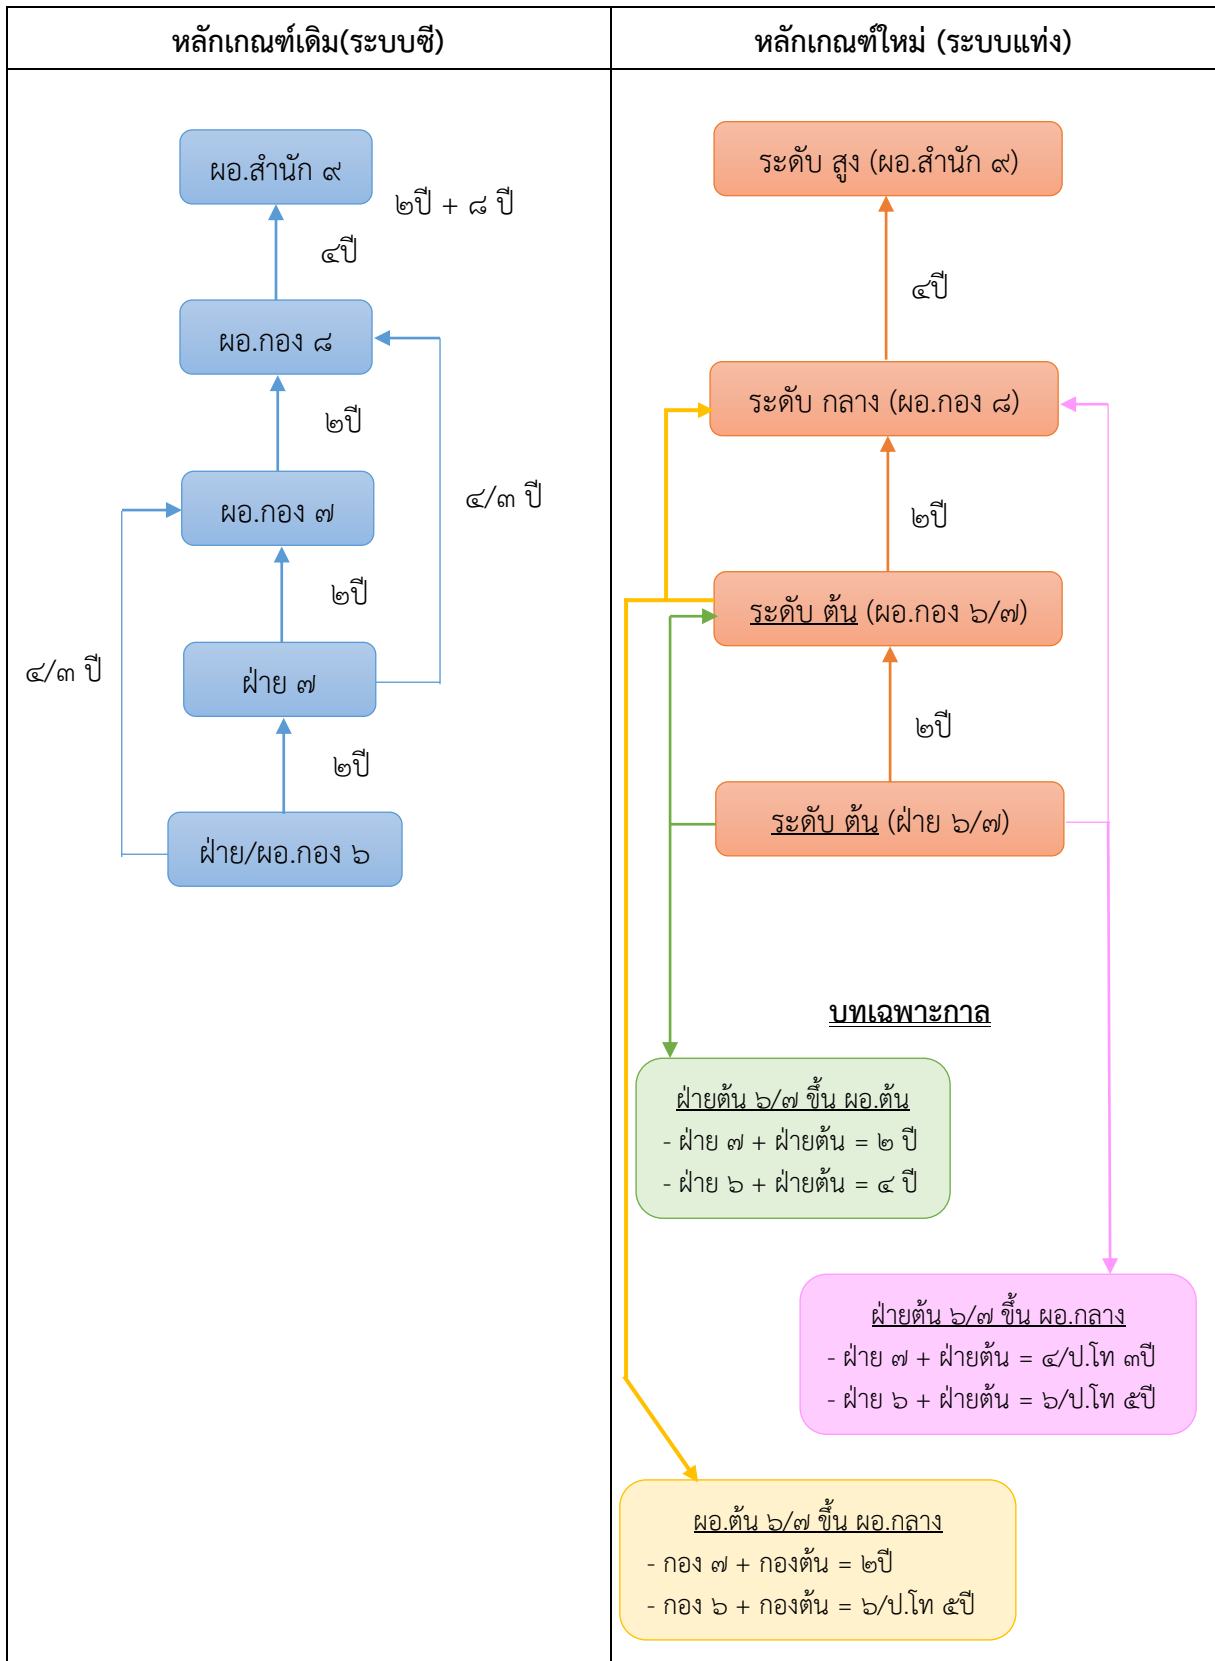 หลักเกณฑ์เดิม(ระบบซี)
ผอ.สำนัก ๙
๒ปี + ๘ ปี
๔ปี
ผอ.กอง ๘
๒ปี
๔/๓ ปี
ผอ.กอง ๗
๒ปี
๔/๓ ปี
ฝ่าย ๗
๒ปี
ฝ่าย/ผอ.กอง ๖
หลักเกณฑ์ใหม่ (ระบบแท่ง)
ระดับ สูง (ผอ.สำนัก ๙)
๔ปี
ระดับ กลาง (ผอ.กอง ๘)
๒ปี
ระดับ ต้น (ผอ.กอง ๖/๗)
๒ปี
ระดับ ต้น (ฝ่าย ๖/๗)
บทเฉพาะกาล
ฝ่ายต้น ๖/๗ ขึ้น ผอ.ต้น
- ฝ่าย ๗ + ฝ่ายต้น = ๒ ปี
- ฝ่าย ๖ + ฝ่ายต้น = ๔ ปี
ฝ่ายต้น ๖/๗ ขึ้น ผอ.กลาง
- ฝ่าย ๗ + ฝ่ายต้น = ๔/ป.โท ๓ปี
- ฝ่าย ๖ + ฝ่ายต้น = ๖/ป.โท ๕ปี
ผอ.ต้น ๖/๗ ขึ้น ผอ.กลาง
- กอง ๗ + กองต้น = ๒ปี
- กอง ๖ + กองต้น = ๖/ป.โท ๕ปี